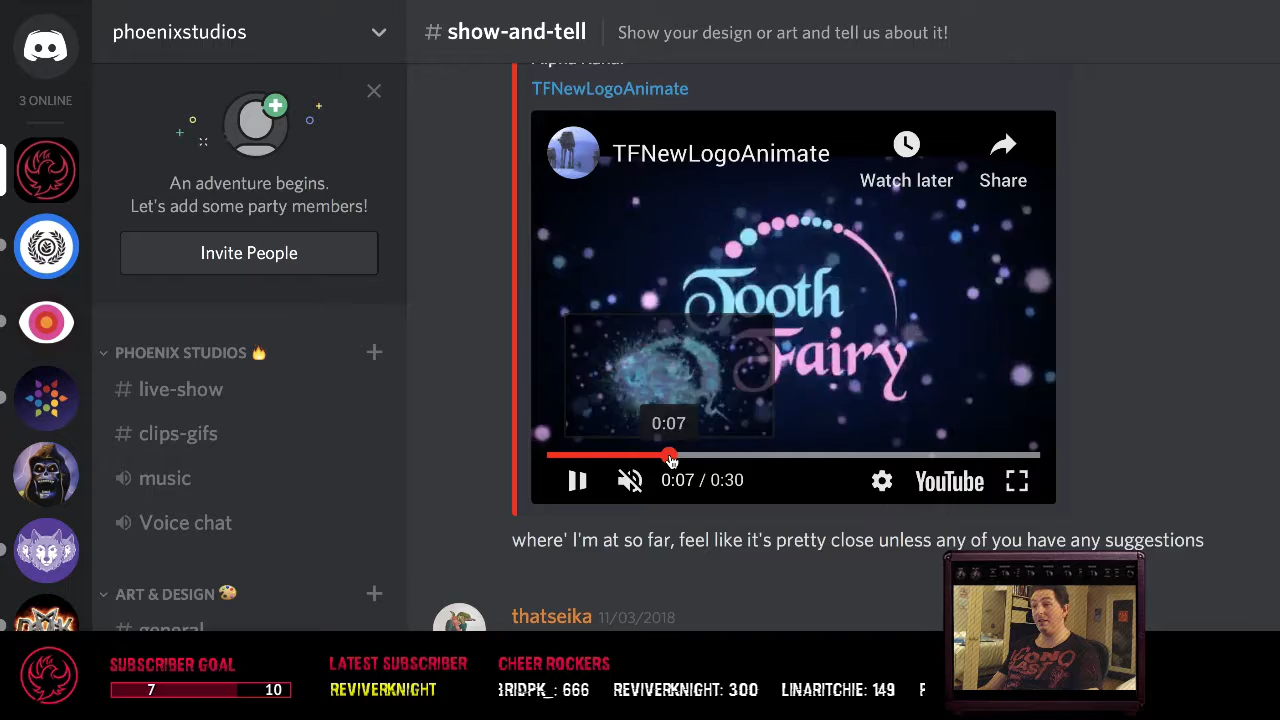 phoenixstudios
# show-and-tell
Show your design or art and tell us about it!
3 ONLINE
TFNewLogoAnimate
TFNewLogoAnimate
Watch later
Share
An adventure begins.
Let's add some party members!
Invite People
Tooth
Fairy
PHOENIX STUDIOS 🔥
# live-show
# clips-gifs
music
Voice chat
0:07
0:07 / 0:30
YouTube
where' I'm at so far, feel like it's pretty close unless any of you have any suggestions
ART & DESIGN 🎨
# general
thatseika 11/03/2018
SUBSCRIBER GOAL
7
10
LATEST SUBSCRIBER
REVIVERKNIGHT
CHEER ROCKERS
BRIDPK_: 666
REVIVERKNIGHT: 300
LINARITCHIE: 149